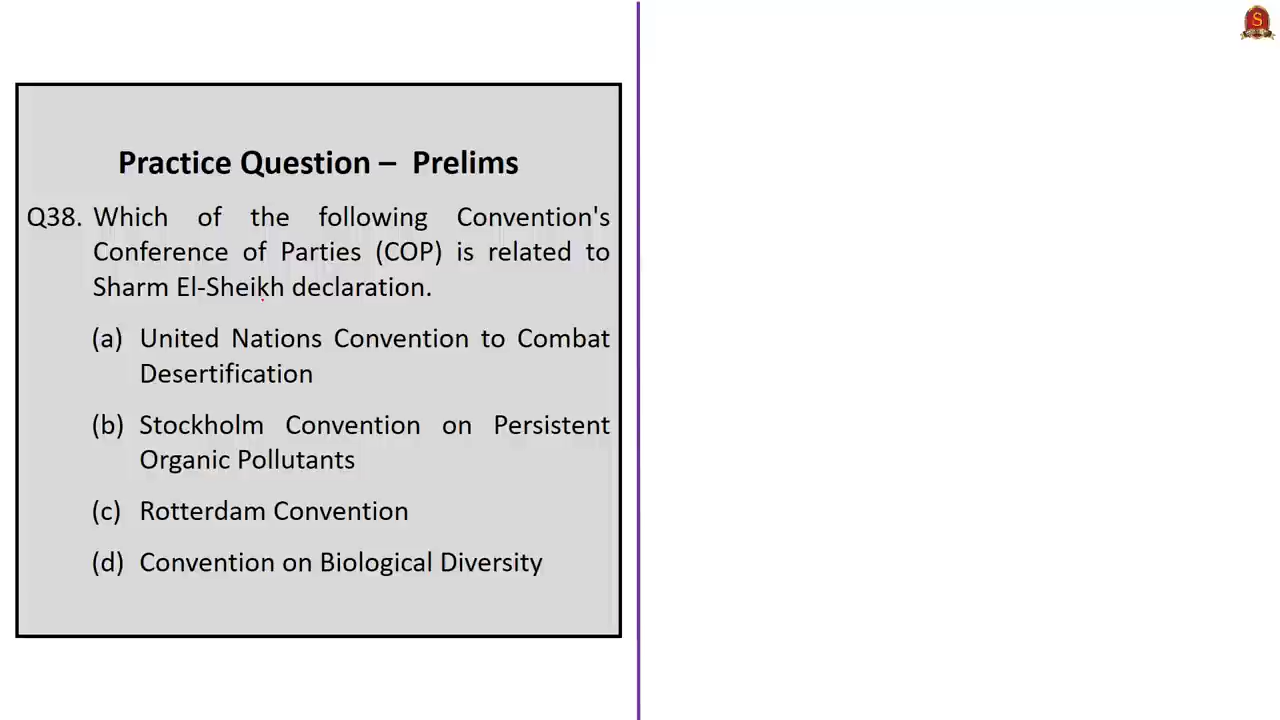 Practice Question – Prelims
Q38. Which of the following Convention's
Conference of Parties (COP) is related to
Sharm El-Sheikh declaration.
(a) United Nations Convention to Combat
Desertification
(b) Stockholm Convention on Persistent
Organic Pollutants
(c) Rotterdam Convention
(d) Convention on Biological Diversity
S